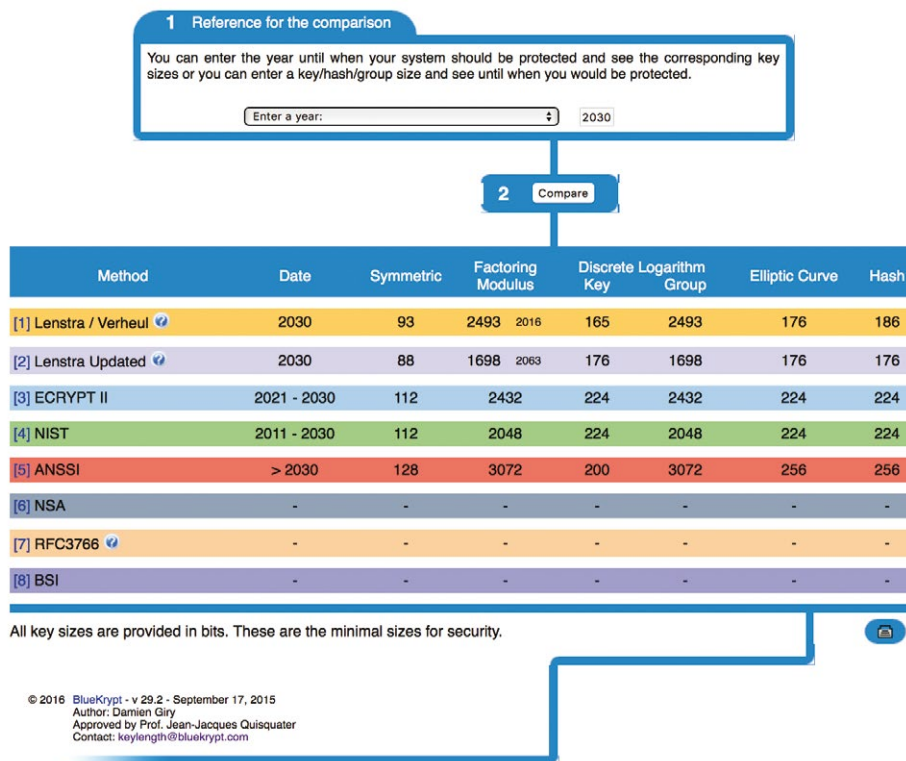 1 Reference for the comparison
You can enter the year until when your system should be protected and see the corresponding key
sizes or you can enter a key/hash/group size and see until when you would be protected.
Enter a year: 2030
2 Compare
Method Date Symmetric Factoring Modulus Discrete Logarithm Key Group Elliptic Curve Hash
[1] Lenstra / Verheul ? 2030 93 2493 2016 165 2493 176 186
[2] Lenstra Updated ? 2030 88 1698 2063 176 1698 176 176
[3] ECRYPT II 2021 - 2030 112 2432 224 2432 224 224
[4] NIST 2011 - 2030 112 2048 224 2048 224 224
[5] ANSSI > 2030 128 3072 200 3072 256 256
[6] NSA - - - - - - -
[7] RFC3766 ? - - - - - - -
[8] BSI - - - - - - -
All key sizes are provided in bits. These are the minimal sizes for security.
© 2016 BlueKrypt - v 29.2 - September 17, 2015
Author: Damien Giry
Approved by Prof. Jean-Jacques Quisquater
Contact: keylength@bluekrypt.com